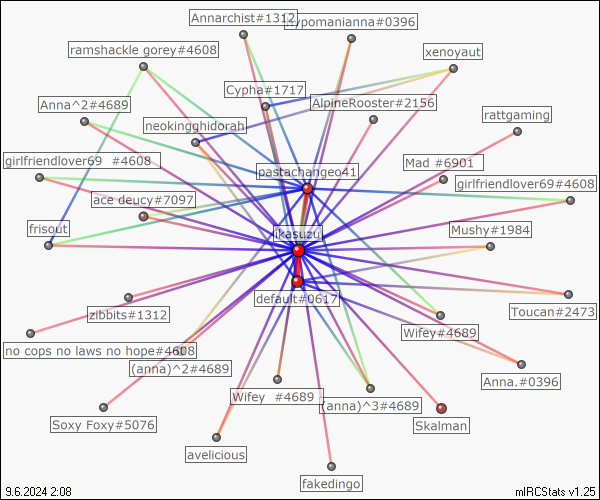 Annarchist#1312
hypomanianna#0396
ramshackle gorey#4608
xenoyaut
Cypha#1717
AlpineRooster#2156
Anna^2#4689
rattgaming
neokingghidorah
girlfriendlover69 #4608
pastachangeo41
Mad #6901
girlfriendlover69#4608
ace deucy#7097
frisout
ikasuzu
Mushy#1984
default#0617
zibbits#1312
Toucan#2473
Wifey#4689
no cops no laws no hope#4608
(anna)^2#4689
Anna.#0396
Wifey #4689
(anna)^3#4689
Soxy Foxy#5076
Skalman
avelicious
fakedingo
9.6.2024 2:08
mIRCStats v1.25